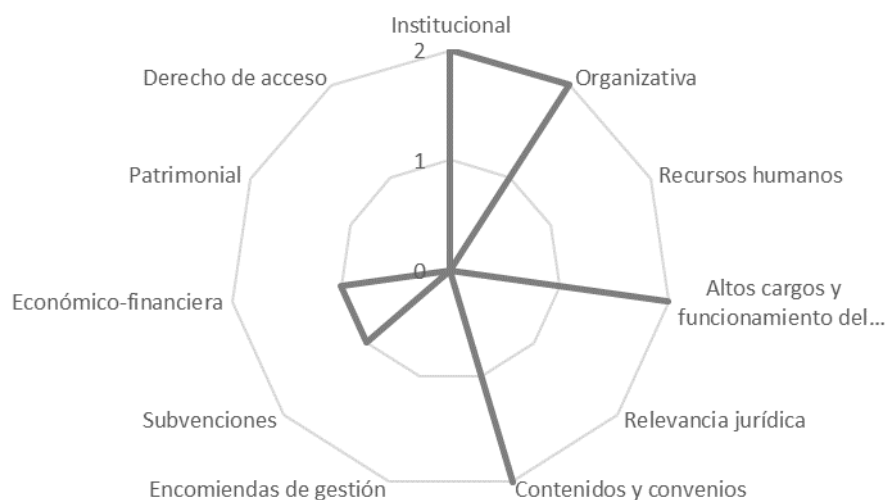 Institucional
2
Derecho de acceso
Organizativa
1
Patrimonial
Recursos humanos
0
Económico-financiera
Altos cargos y
funcionamiento del...
Subvenciones
Relevancia jurídica
Encomiendas de gestión
Contenidos y convenios